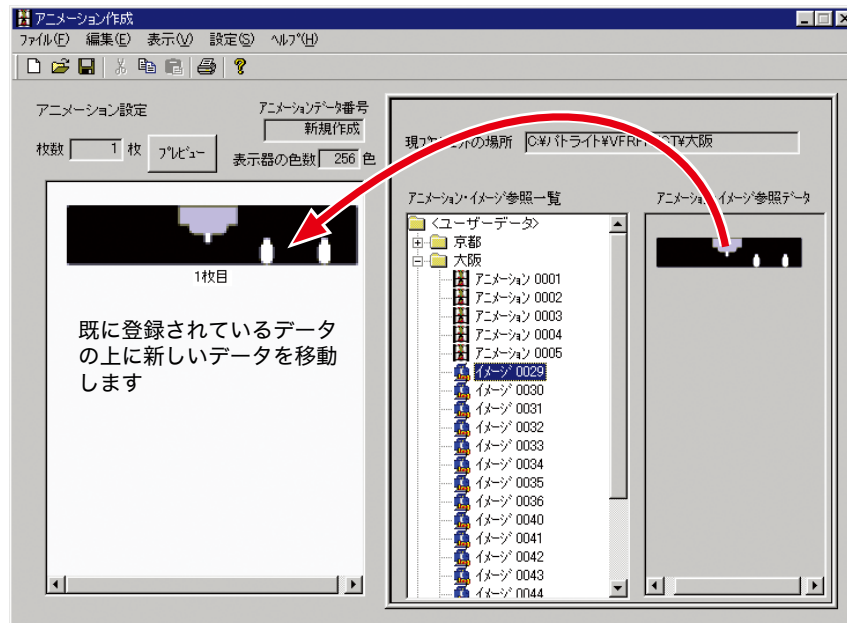 アニメーション作成
ファイル(F) 編集(E) 表示(V) 設定(S) ヘルプ(H)
アニメーション設定
アニメーションデータ番号
新規作成
枚数 1 枚
プレビュー
表示器の色数 256 色
1枚目
既に登録されているデータ
の上に新しいデータを移動
します
の場所 C:¥パトライト¥VFRF ¥大阪
アニメーション・イメージ参照一覧
<ユーザーデータ>
京都
大阪
アニメーション 0001
アニメーション 0002
アニメーション 0003
アニメーション 0004
アニメーション 0005
イメージ 0029
イメージ 0030
イメージ 0031
イメージ 0032
イメージ 0033
イメージ 0034
イメージ 0035
イメージ 0036
イメージ 0040
イメージ 0041
イメージ 0042
イメージ 0043
イメージ 0044
アニメーション・イメージ参照データ